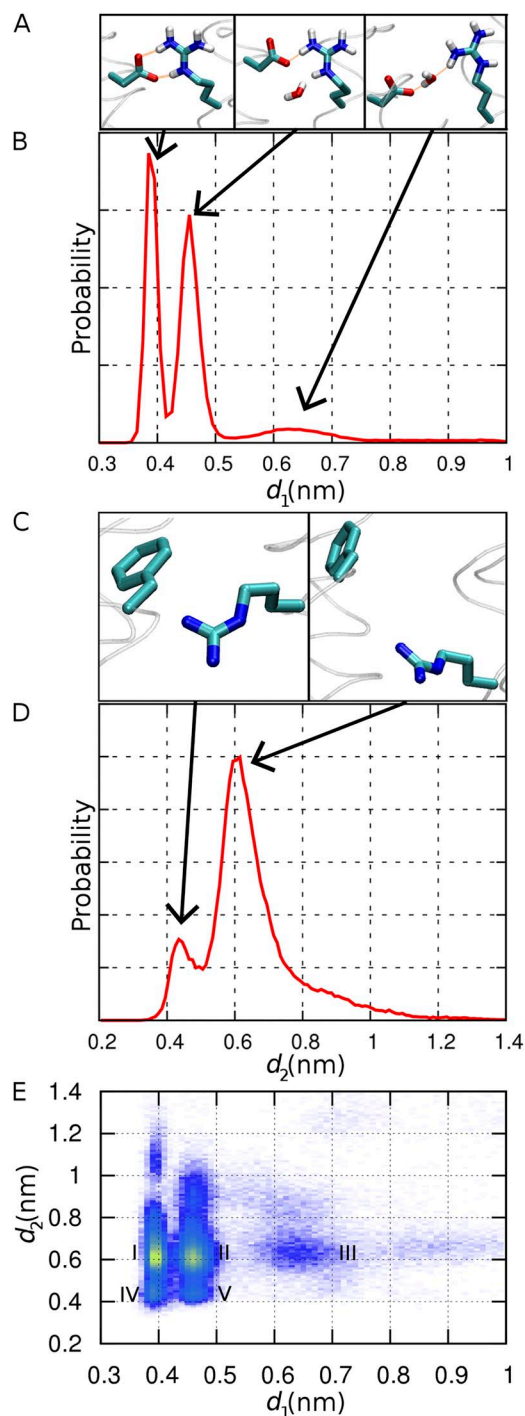 A
B
Probability
0.3 0.4 0.5 0.6 0.7 0.8 0.9 1
d₁(nm)
C
D
Probability
0.2 0.4 0.6 0.8 1 1.2 1.4
d₂(nm)
E
1.4
1.2
1
0.8
0.6
0.4
0.2
d₂(nm)
I II III
IV V
0.3 0.4 0.5 0.6 0.7 0.8 0.9 1
d₁(nm)